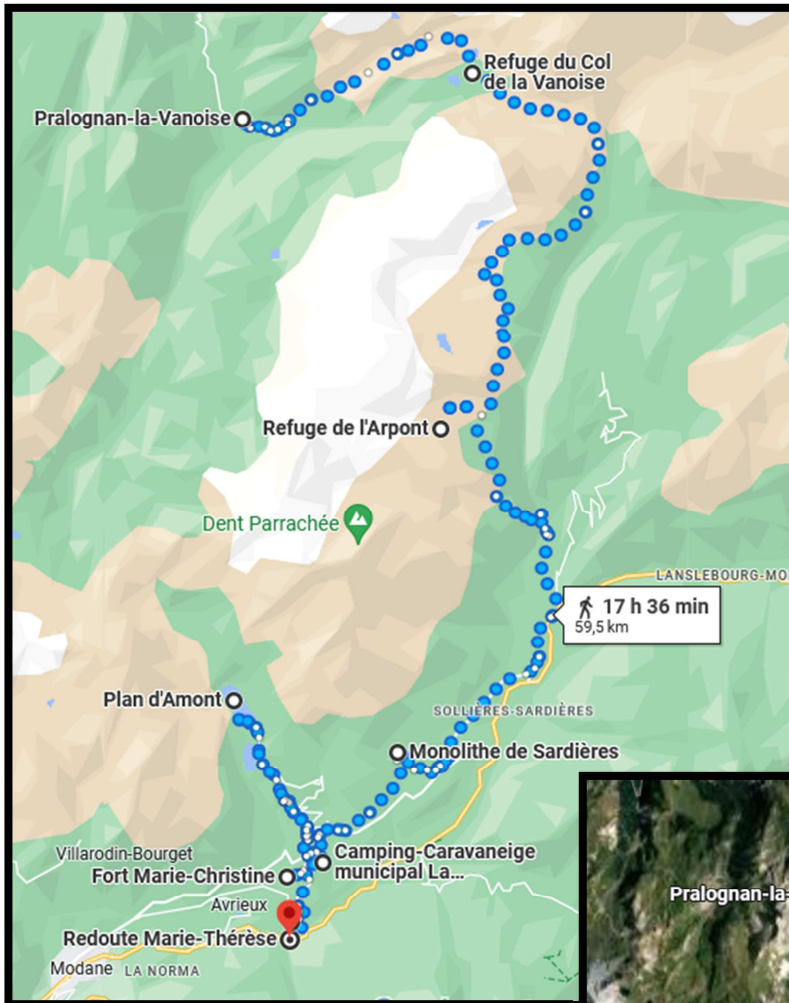 Refuge du Col
de la Vanoise
Pralognan-la-Vanoise
Refuge de l'Arpont
Dent Parrachée
LANSLEBOURG-MO
17 h 36 min
59,5 km
Plan d'Amont
SOLLIÈRES-SARDIÈRES
Monolithe de Sardières
Villarodin-Bourget
Camping-Caravaneige
municipal La...
Fort Marie-Christine
Pralognan-la-
Avrieux
Redoute Marie-Thérèse
Modane
LA NORMA